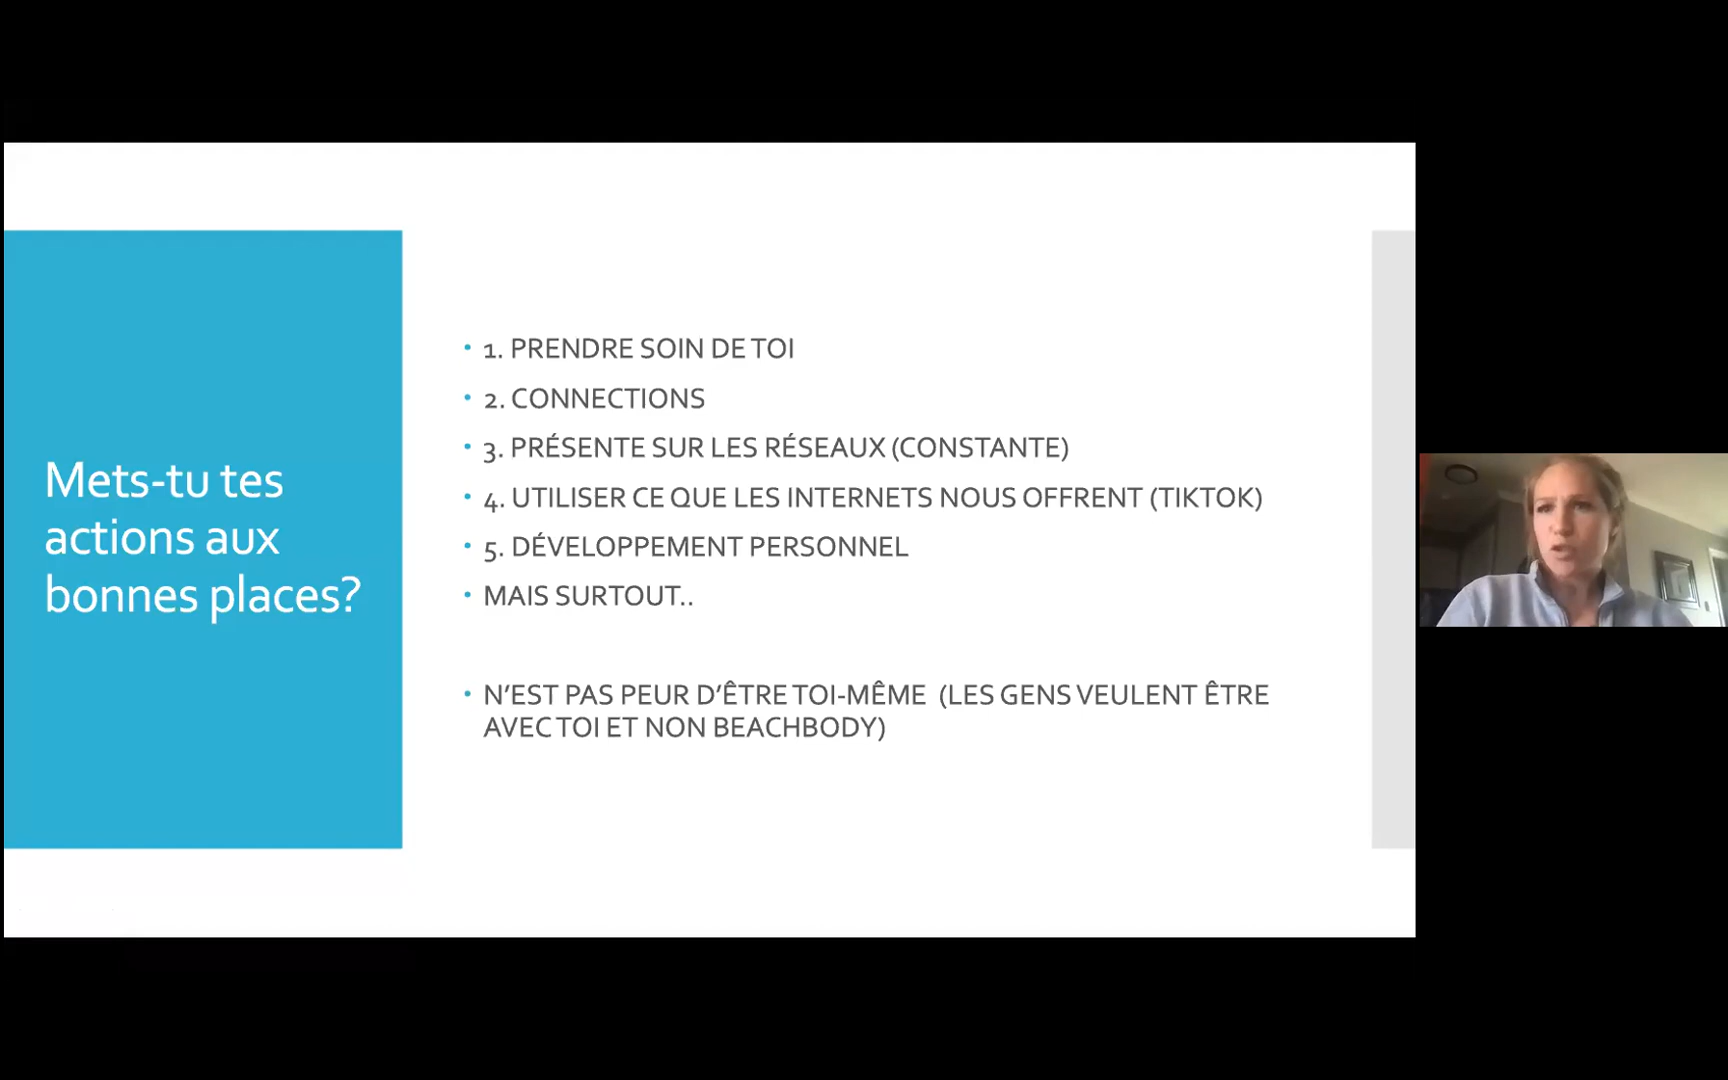 Mets-tu tes
actions aux
bonnes places?
• 1. PRENDRE SOIN DE TOI
• 2. CONNECTIONS
• 3. PRÉSENTE SUR LES RÉSEAUX (CONSTANTE)
• 4. UTILISER CE QUE LES INTERNETS NOUS OFFRENT (TIKTOK)
• 5. DÉVELOPPEMENT PERSONNEL
• MAIS SURTOUT..
• N’EST PAS PEUR D’ÊTRE TOI-MÊME (LES GENS VEULENT ÊTRE
AVEC TOI ET NON BEACHBODY)